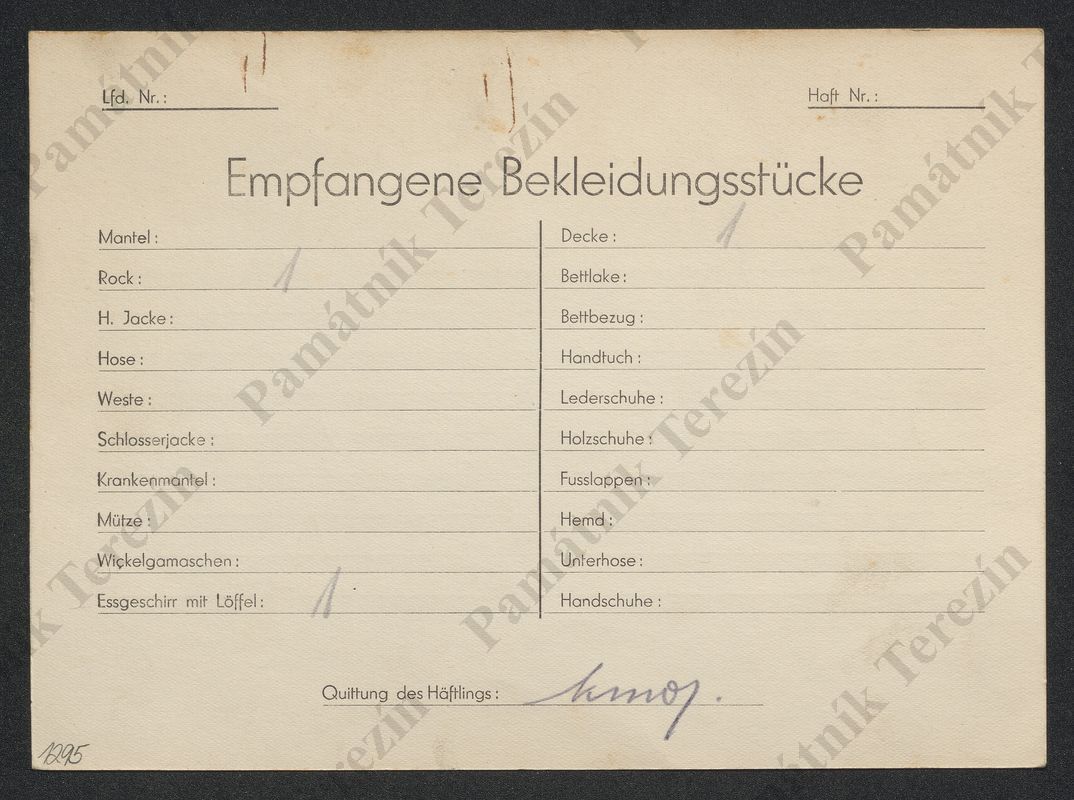 Lfd. Nr.:
Haft Nr.:
Empfangene Bekleidungsstücke
Mantel:
Rock: 1
H. Jacke:
Hose:
Weste:
Schlosserjacke:
Krankenmantel:
Mütze:
Wickelgamaschen:
Essgeschirr mit Löffel: 1
Decke: 1
Bettlake:
Bettbezug:
Handtuch:
Lederschuhe:
Holzschuhe:
Fusslappen:
Hemd:
Unterhose:
Handschuhe:
Quittung des Häftlings:
1295
Památník Terezín